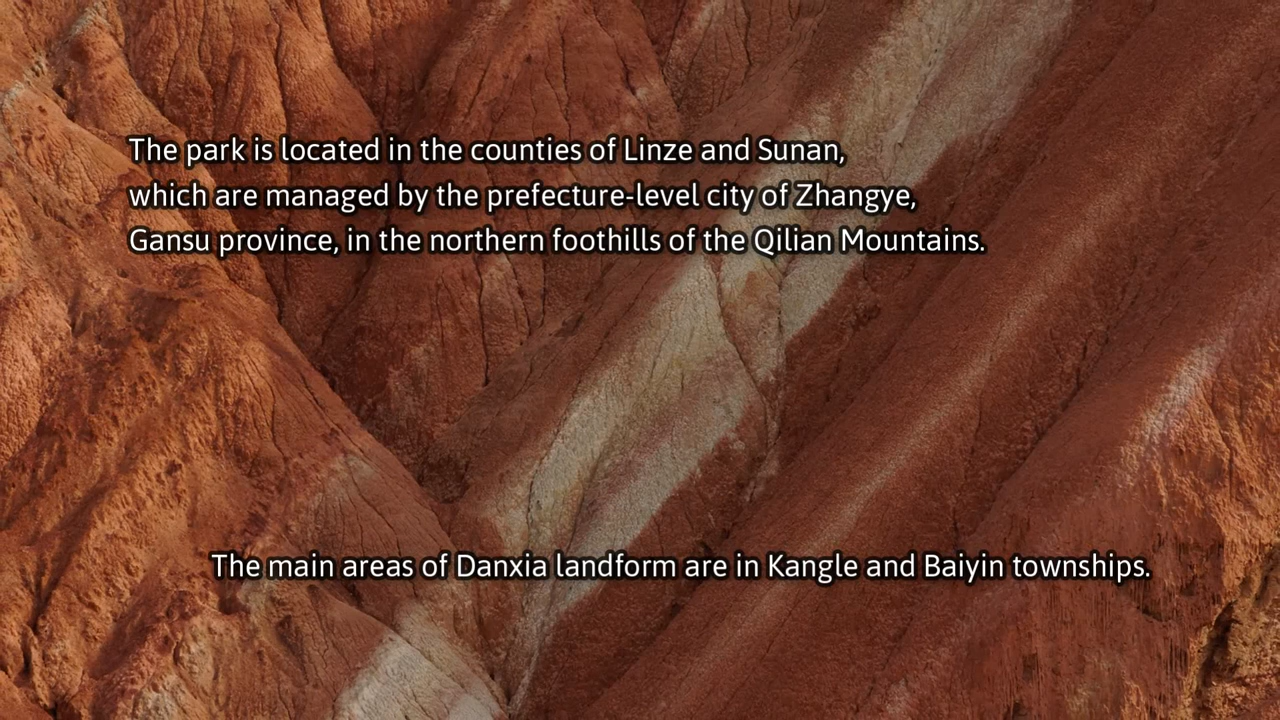 The park is located in the counties of Linze and Sunan,
which are managed by the prefecture-level city of Zhangye,
Gansu province, in the northern foothills of the Qilian Mountains.
The main areas of Danxia landform are in Kangle and Baiyin townships.